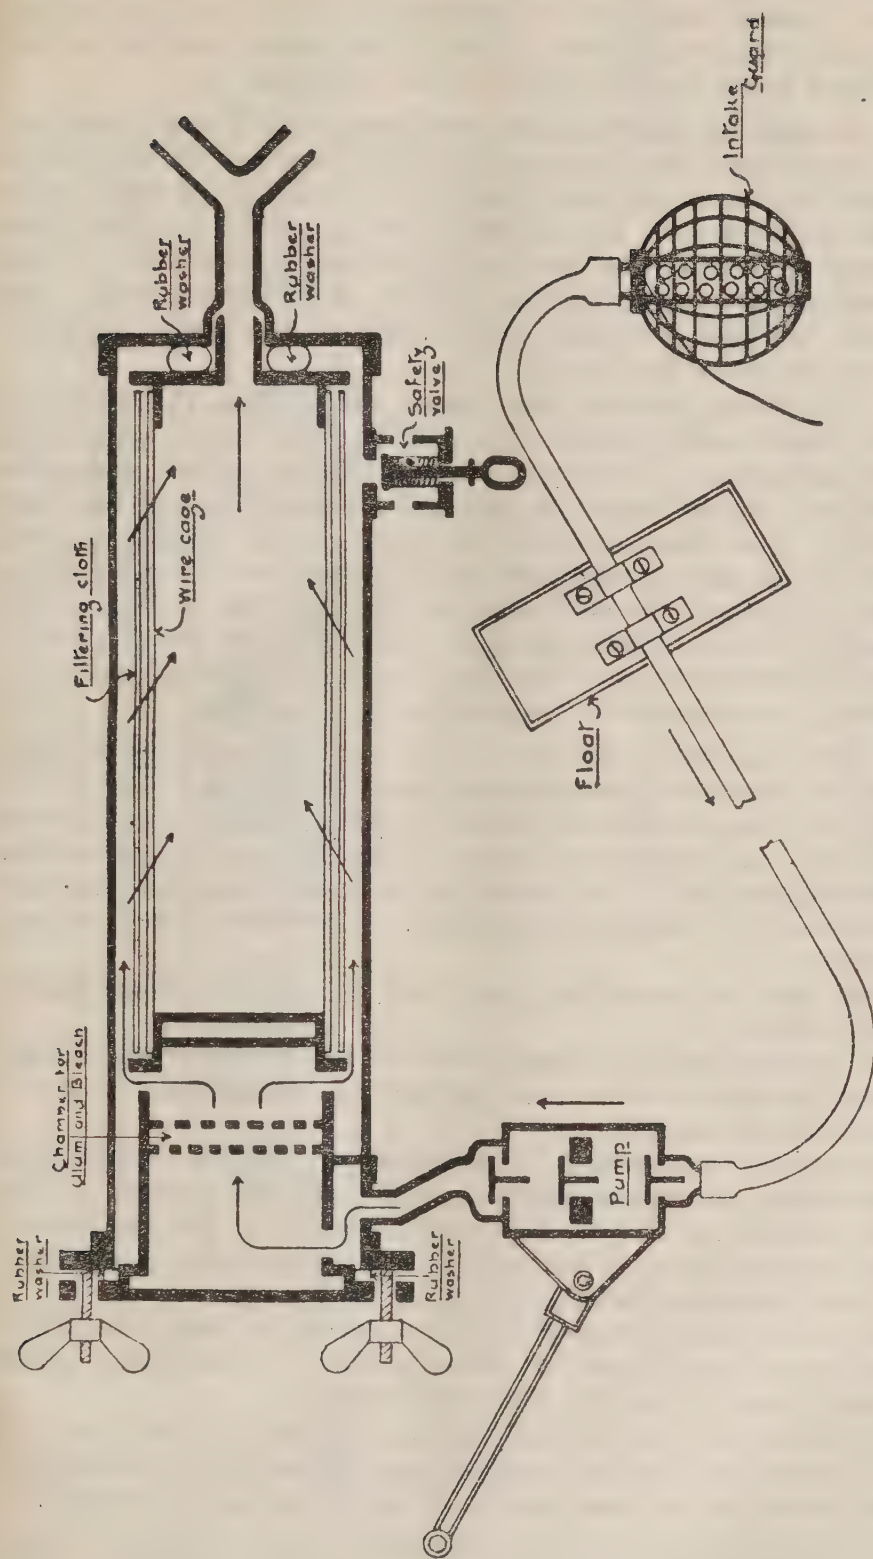 Rubber
washer
Rubber
washer
Safety
valve
Filtering cloth
Wire cage
Chamber for
Alum and Bleach
Rubber
washer
Rubber
washer
Pump
Float
Intake
Guard